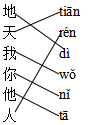 地 tiān
天 rén
我 dì
你 wǒ
他 nǐ
人 tā